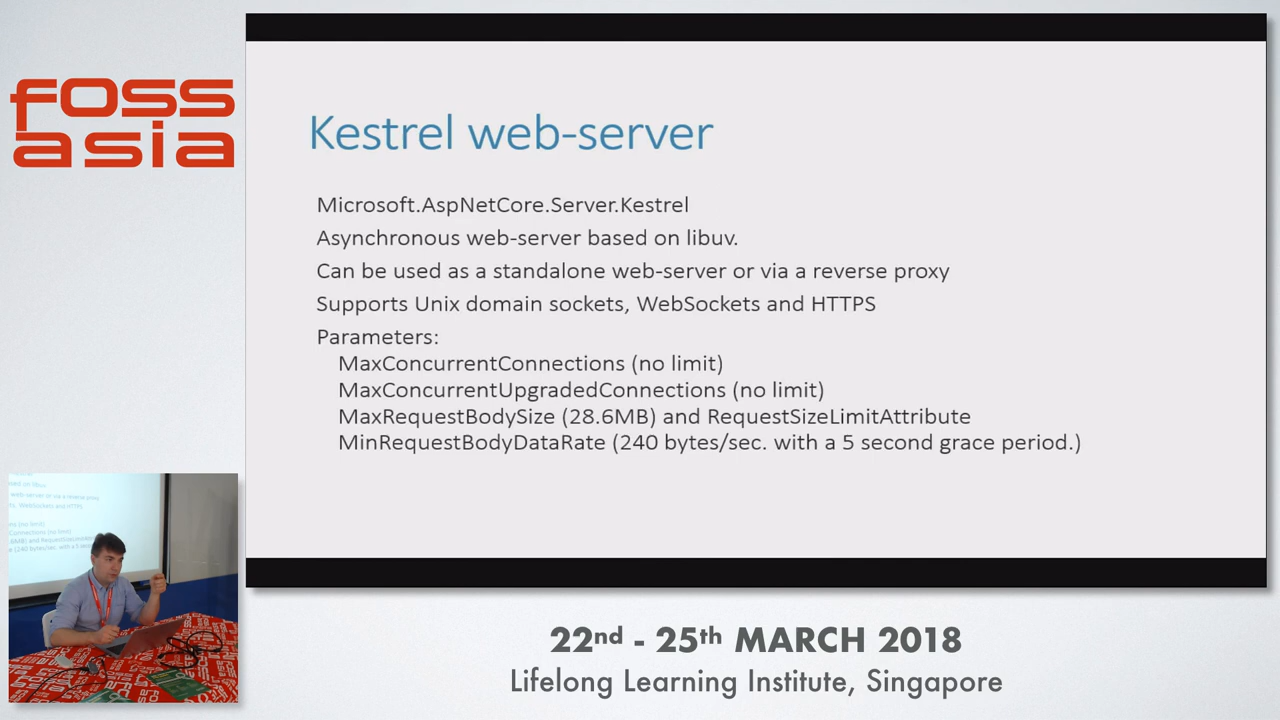 foss
asia
Kestrel web-server
Microsoft.AspNetCore.Server.Kestrel
Asynchronous web-server based on libuv.
Can be used as a standalone web-server or via a reverse proxy
Supports Unix domain sockets, WebSockets and HTTPS
Parameters:
MaxConcurrentConnections (no limit)
MaxConcurrentUpgradedConnections (no limit)
MaxRequestBodySize (28.6MB) and RequestSizeLimitAttribute
MinRequestBodyDataRate (240 bytes/sec. with a 5 second grace period.)
22nd - 25th MARCH 2018
Lifelong Learning Institute, Singapore